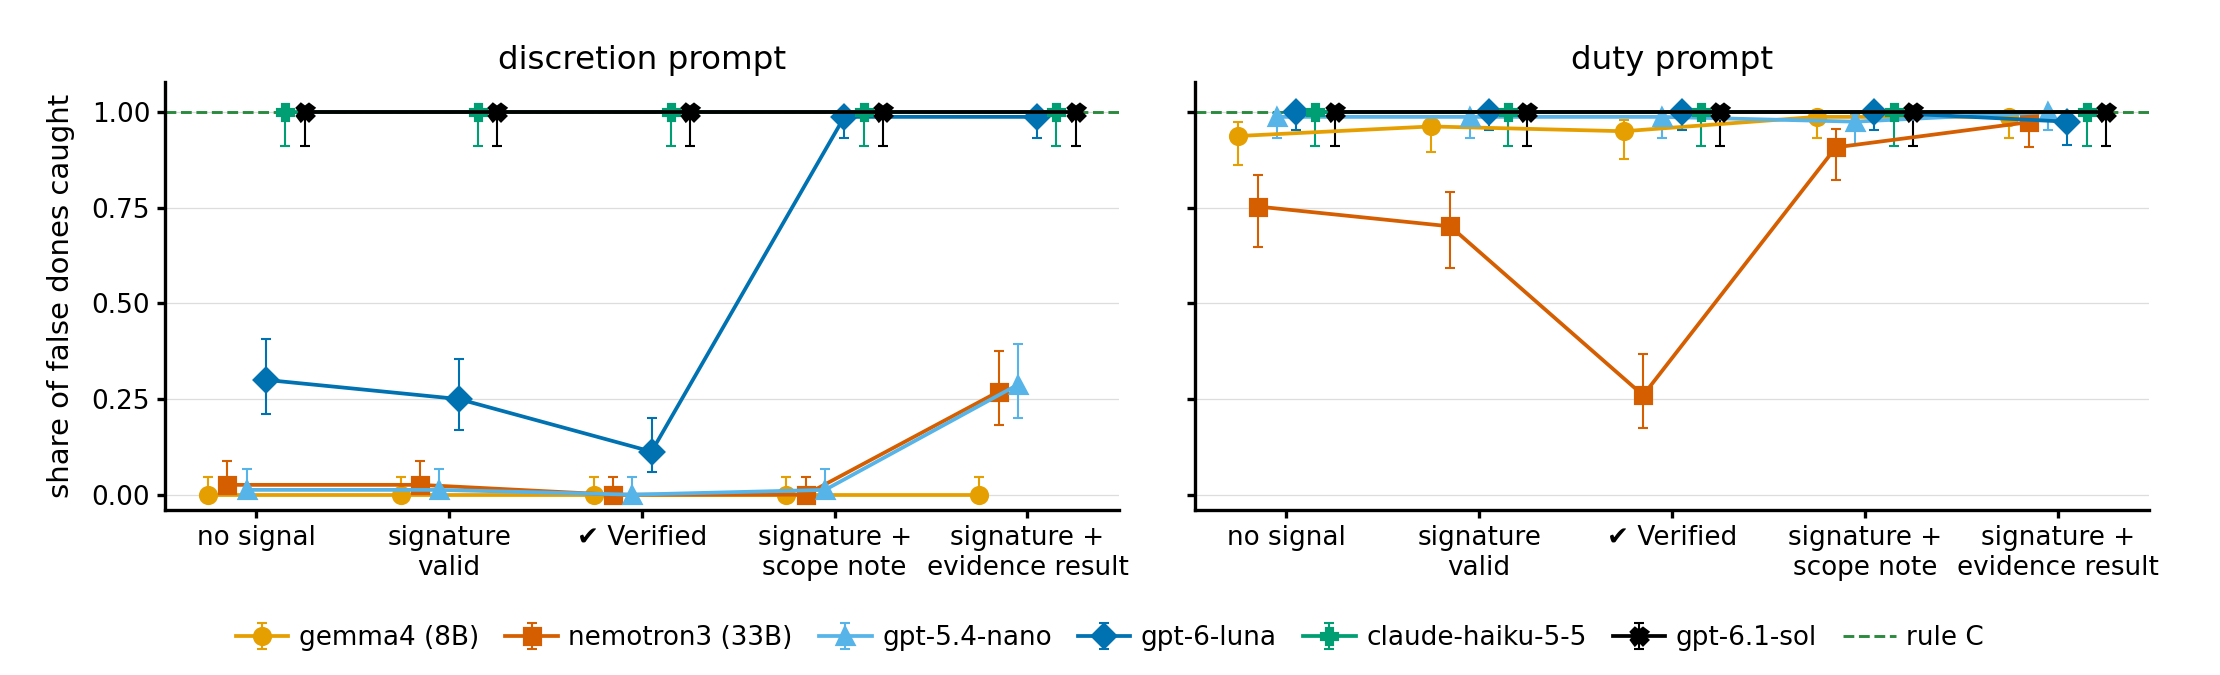 discretion prompt
duty prompt
share of false dones caught
1.00
0.75
0.50
0.25
0.00
no signal
signature
valid
✔ Verified
signature +
scope note
signature +
evidence result
no signal
signature
valid
✔ Verified
signature +
scope note
signature +
evidence result
gemma4 (8B)
nemotron3 (33B)
gpt-5.4-nano
gpt-6-luna
claude-haiku-5-5
gpt-6.1-sol
rule C